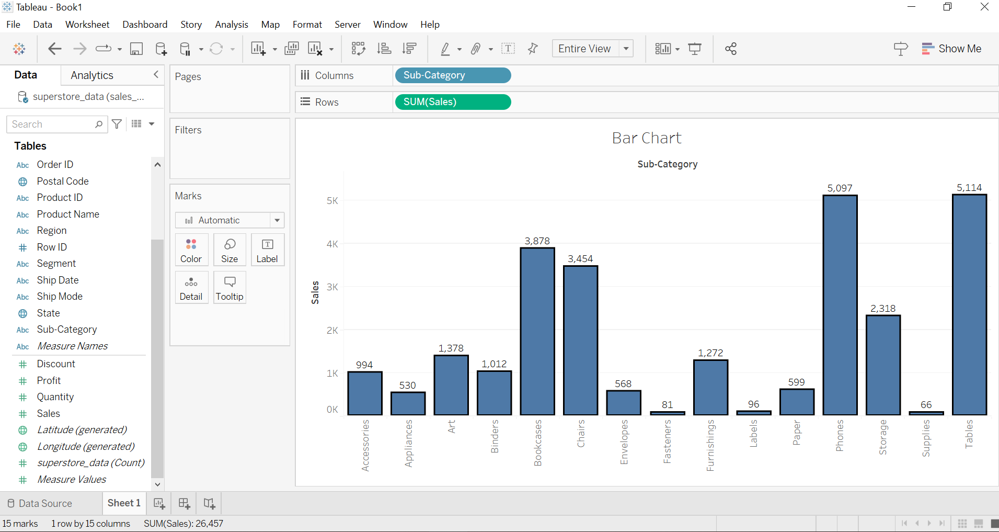 Tableau - Book1
File Data Worksheet Dashboard Story Analysis Map Format Server Window Help
Entire View
Show Me
Data
Analytics
superstore_data (sales_...
Search
Tables
Abc Order ID
Postal Code
Abc Product ID
Abc Product Name
Abc Region
Row ID
Abc Segment
Abc Ship Date
Abc Ship Mode
State
Abc Sub-Category
Abc Measure Names
Discount
Profit
Quantity
Sales
Latitude (generated)
Longitude (generated)
superstore_data (Count)
Measure Values
Pages
Filters
Marks
Automatic
Color Size Label
Detail Tooltip
Columns Sub-Category
Rows SUM(Sales)
Bar Chart
Sub-Category
Sales
5K
4K
3K
2K
1K
0K
994
530
1,378
1,012
3,878
3,454
568
81
1,272
96
599
5,097
2,318
66
5,114
Accessories
Appliances
Art
Binders
Bookcases
Chairs
Envelopes
Fasteners
Furnishings
Labels
Paper
Phones
Storage
Supplies
Tables
Data Source
Sheet 1
15 marks 1 row by 15 columns SUM(Sales): 26,457